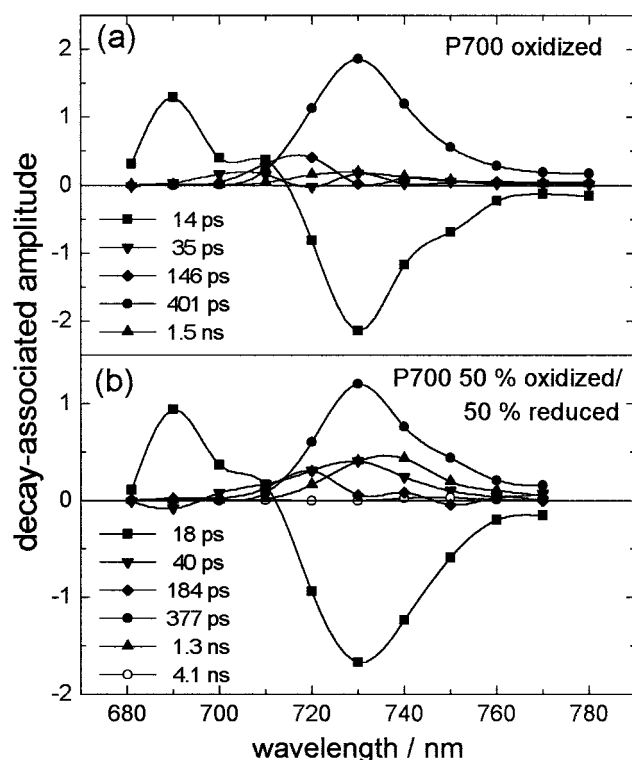 (a)
P700 oxidized
2
1
0
-1
-2
14 ps
35 ps
146 ps
401 ps
1.5 ns
(b)
P700 50 % oxidized/
50 % reduced
1
0
-1
-2
18 ps
40 ps
184 ps
377 ps
1.3 ns
4.1 ns
decay-associated amplitude
680 700 720 740 760 780
wavelength / nm